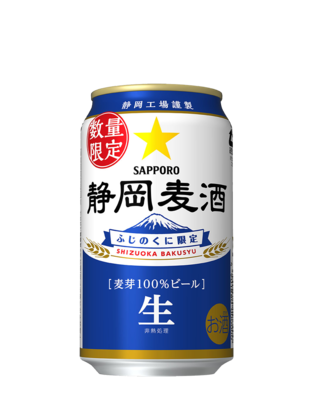 静岡工場謹製
数量
限定
SAPPORO
静岡麦酒
ふじのくに限定
SHIZUOKA BAKUSYU
[麦芽100%ビール]
生
非熱処理
お酒